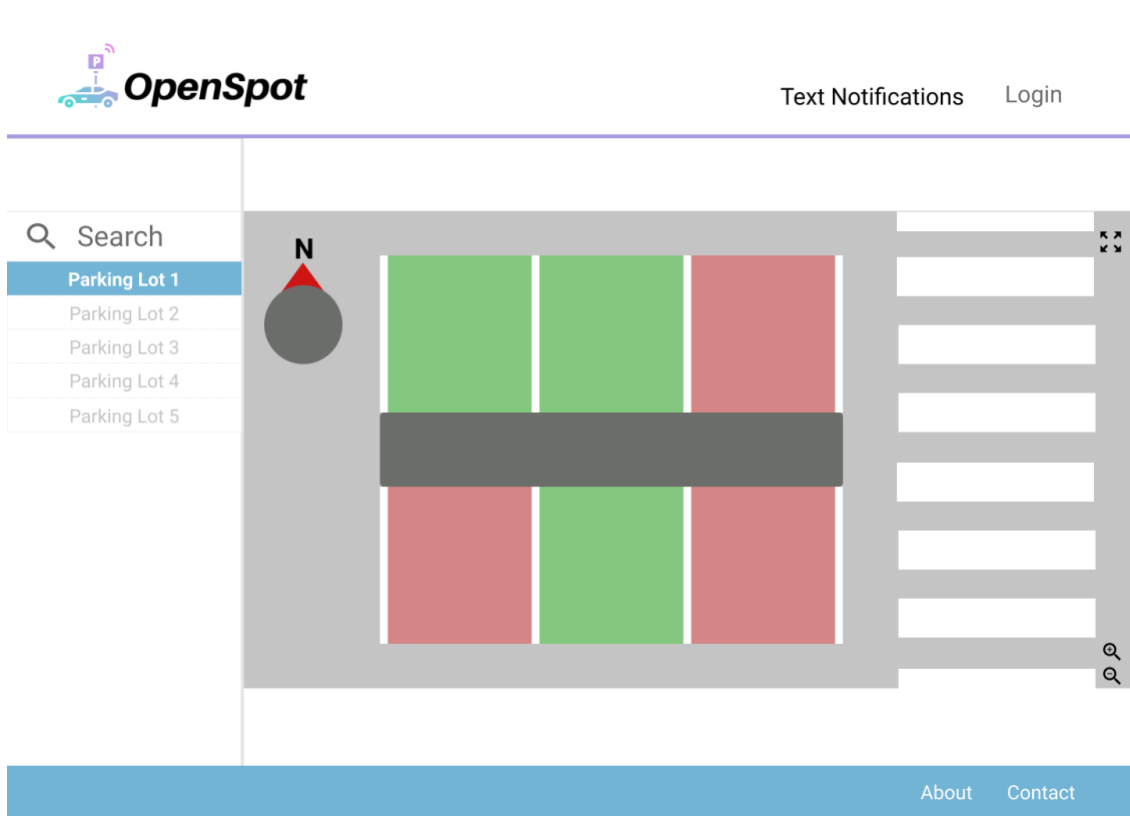 P
OpenSpot
Text Notifications Login
Search
Parking Lot 1
Parking Lot 2
Parking Lot 3
Parking Lot 4
Parking Lot 5
N
About Contact